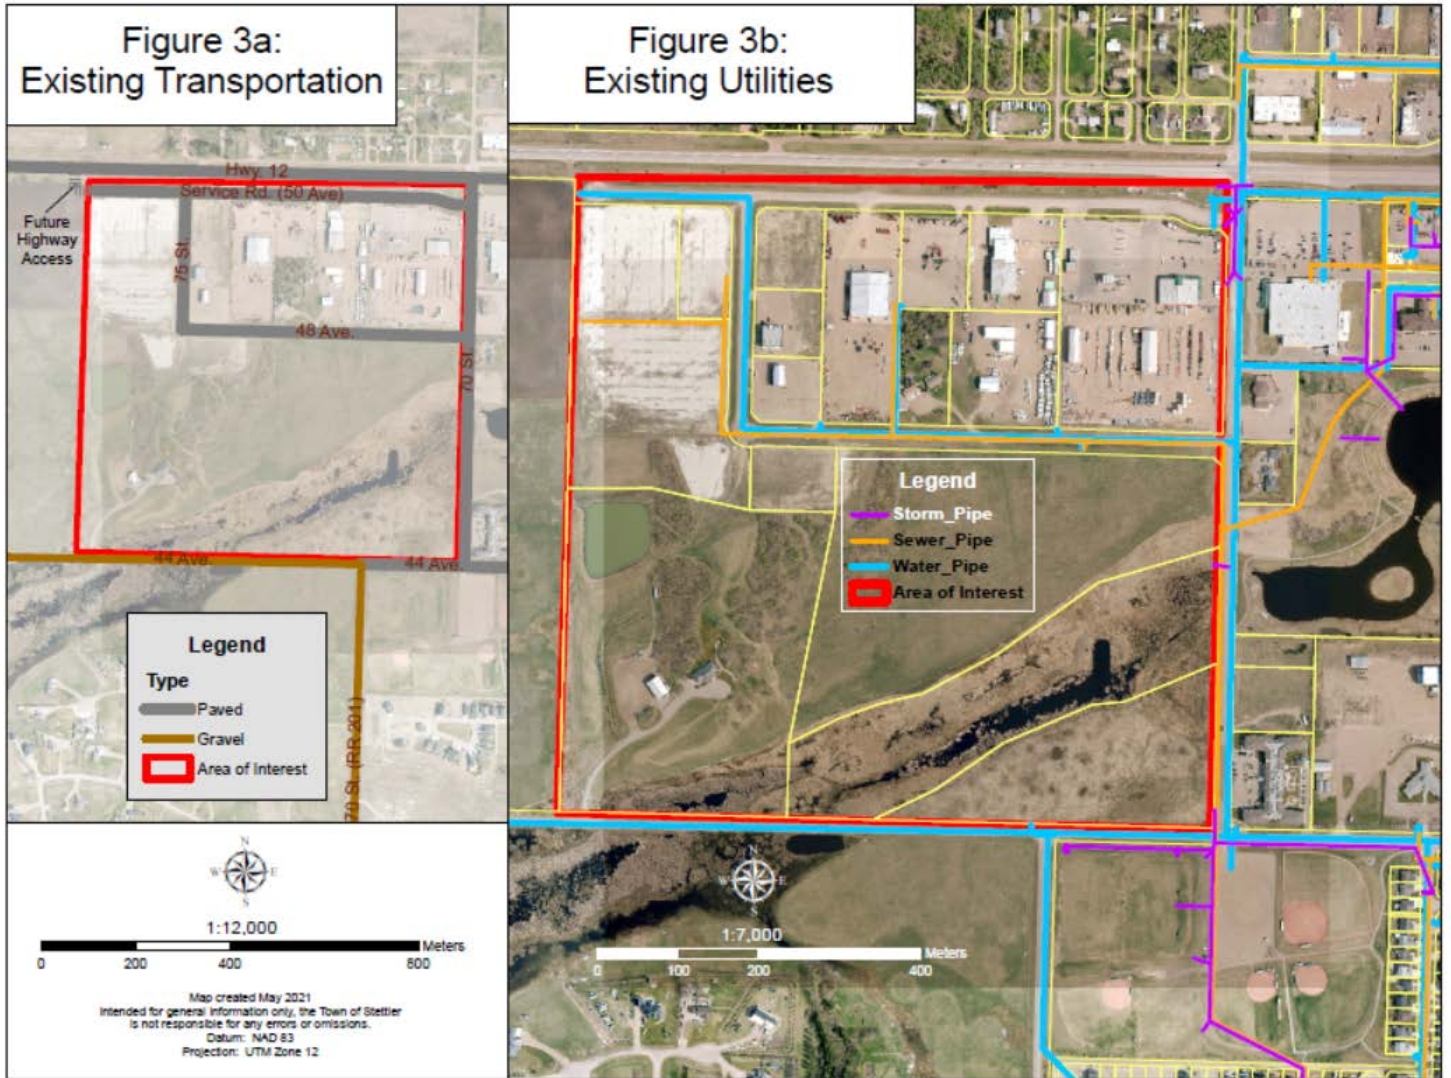 Figure 3a:
Existing Transportation
Hwy. 12
Service Rd. (50 Ave)
Future
Highway
Access
75 St.
48 Ave.
70 St.
44 Ave.
44 Ave.
70 St. (RR 201)
Legend
Type
Paved
Gravel
Area of Interest
N
W
E
S
1:12,000
Meters
0
200
400
800
Map created May 2021
Intended for general information only, the Town of Stettler
is not responsible for any errors or omissions.
Datum: NAD 83
Projection: UTM Zone 12
Figure 3b:
Existing Utilities
Legend
Storm_Pipe
Sewer_Pipe
Water_Pipe
Area of Interest
N
W
E
S
1:7,000
Meters
0
100
200
400